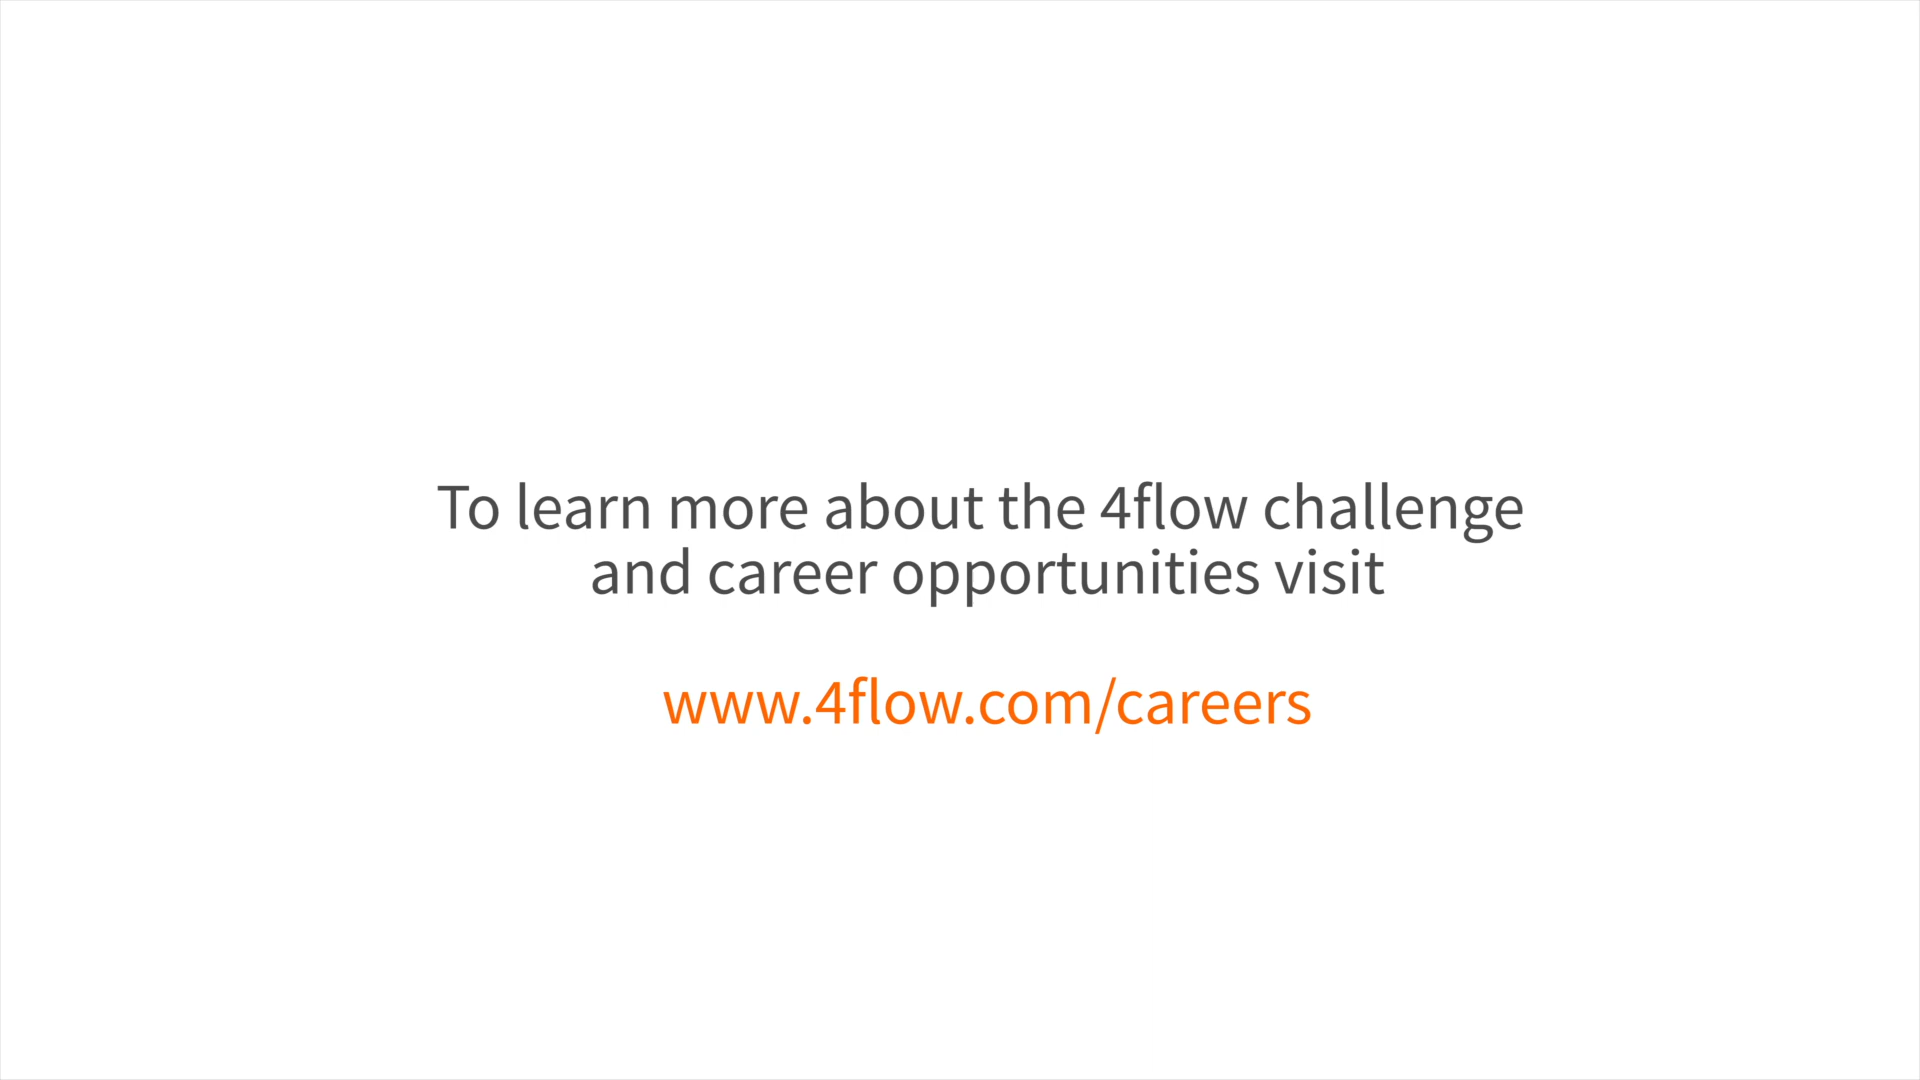 To learn more about the 4flow challenge
and career opportunities visit
www.4flow.com/careers